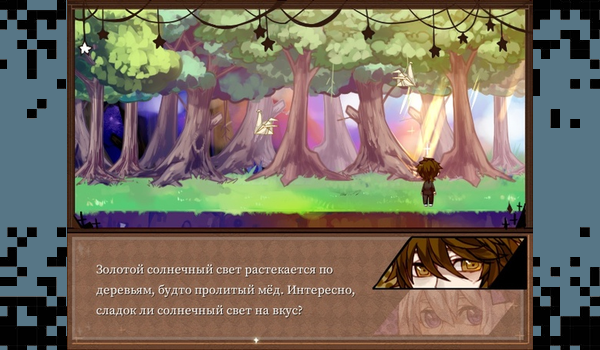 Золотой солнечный свет растекается по
деревьям, будто пролитый мёд. Интересно,
сладок ли солнечный свет на вкус?